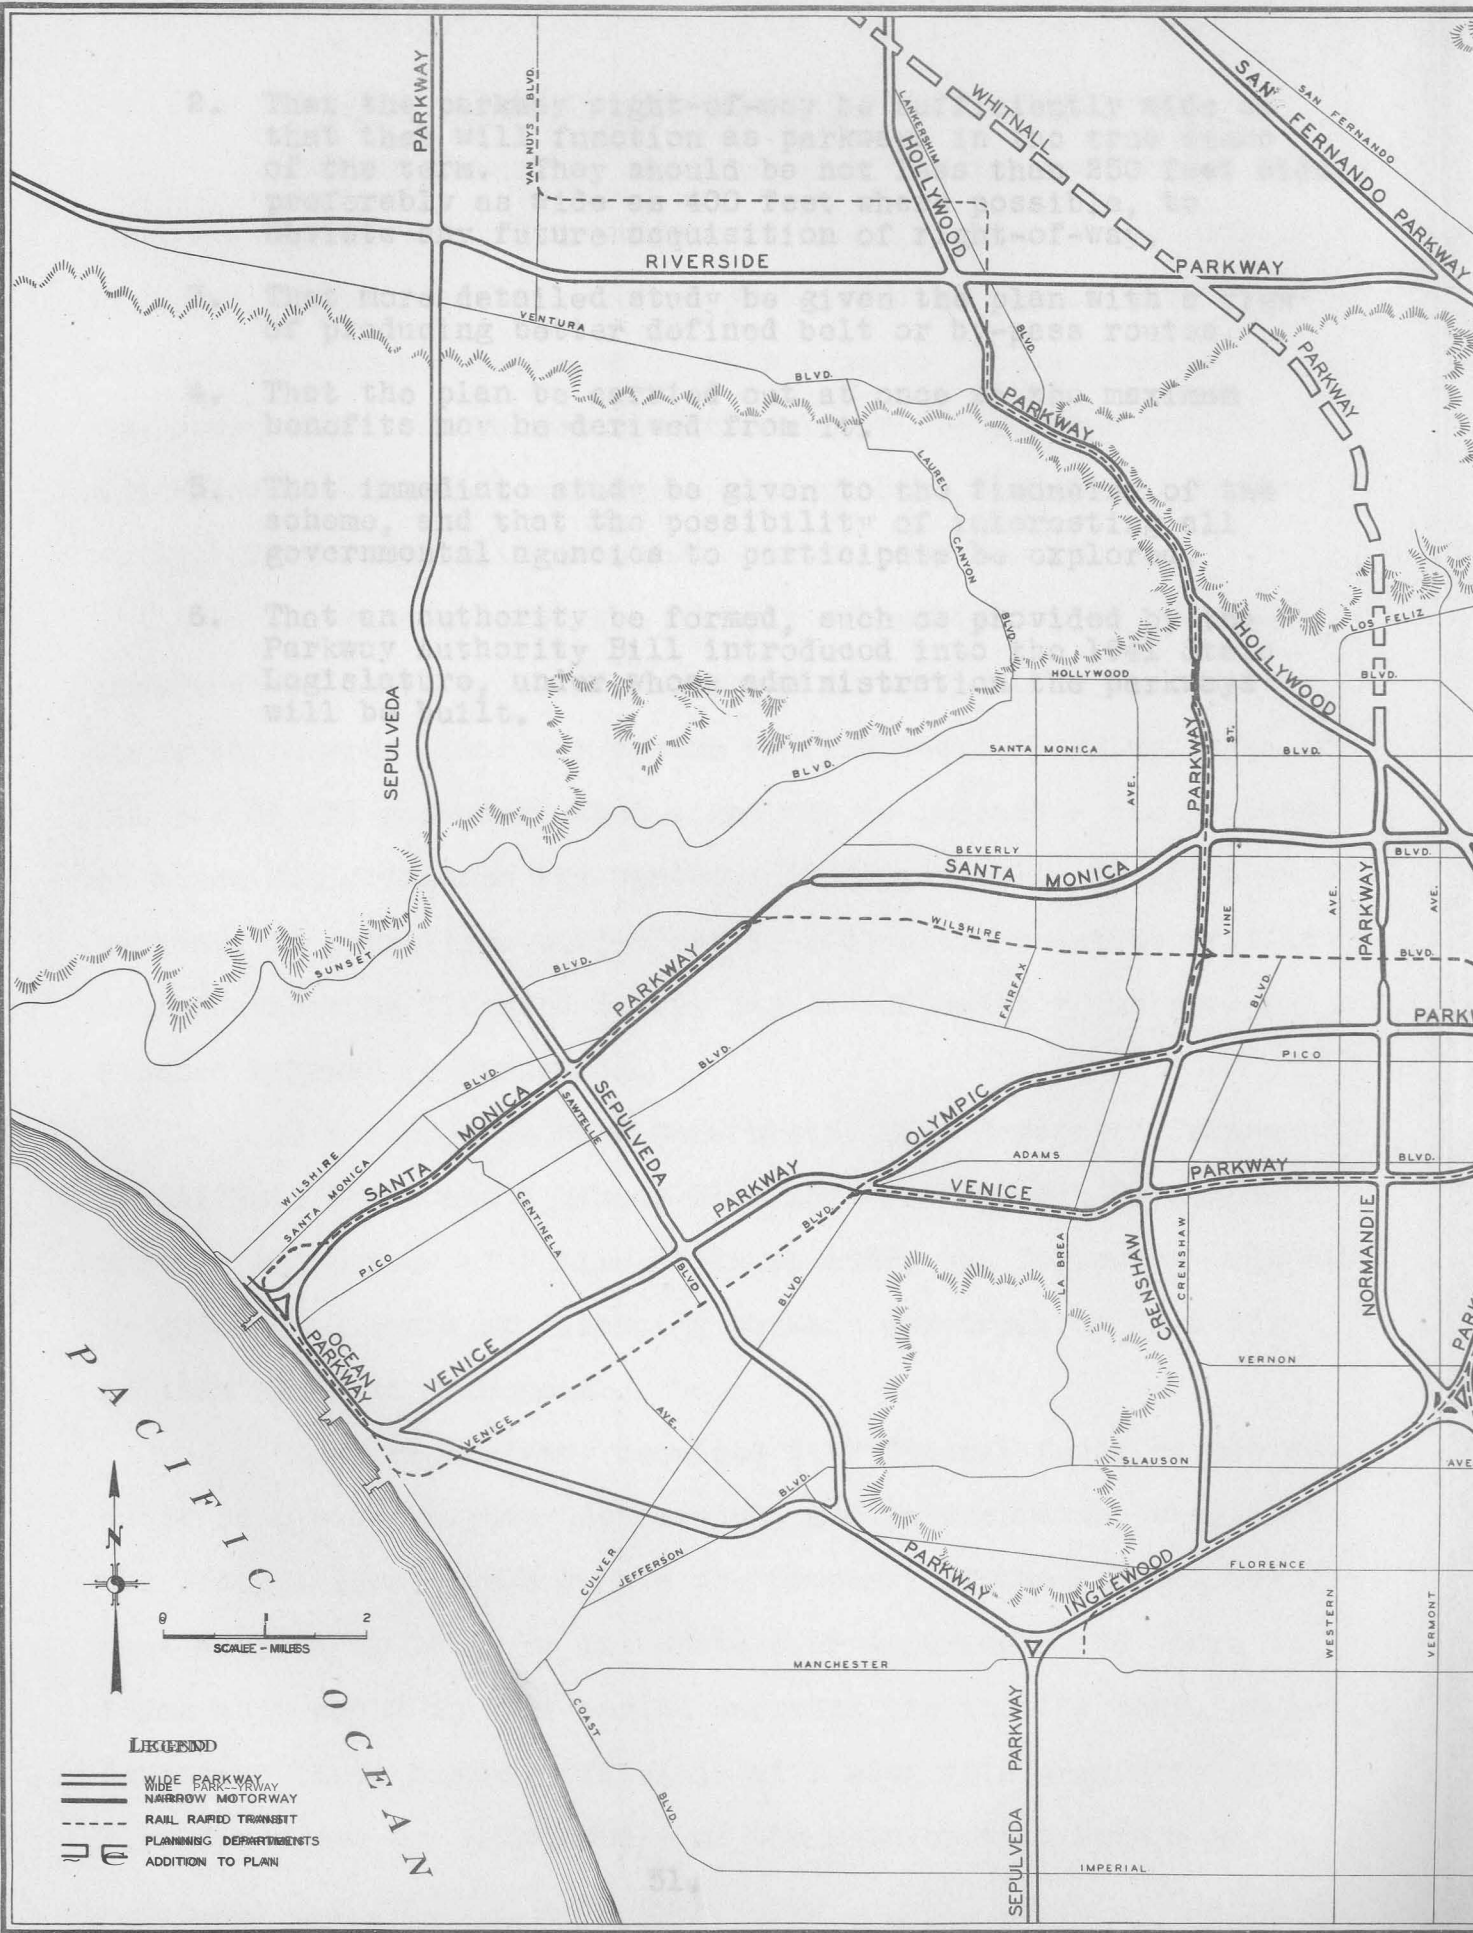 PARKWAY
VAN NUYS BLVD.
LANKERSHIM
HOLLYWOOD
WHITNALL
SAN FERNANDO PARKWAY
SAN FERNANDO
RIVERSIDE
PARKWAY
VENTURA
BLVD.
BLVD.
PARKWAY
PARKWAY
LAUREL
CANYON
BLVD.
LOS FELIZ
HOLLYWOOD
BLVD.
HOLLYWOOD
SEPULVEDA
SANTA MONICA
BLVD.
BLVD.
AVE.
PARKWAY
ST.
BEVERLY
BLVD.
SANTA MONICA
PARKWAY
AVE.
AVE.
VINE
WILSHIRE
BLVD.
SUNSET
BLVD.
PARKWAY
FAIRFAX
BLVD.
PARKW
PICO
BLVD.
BLVD.
SAWTELLE
SEPULVEDA
SANTA MONICA
OLYMPIC
ADAMS
BLVD.
WILSHIRE
SANTA MONICA
PARKWAY
VENICE
PARKWAY
CENTINELA
BLVD.
PICO
BLVD.
BLVD.
LA BREA
CRENSHAW
CRENSHAW
NORMANDIE
PARK
OCEAN
PARKWAY
VENICE
VERNON
VENICE
AVE.
SLAUSON
AVE
BLVD.
CULVER
JEFFERSON
PARKWAY
INGLEWOOD
FLORENCE
WESTERN
VERMONT
MANCHESTER
COAST
BLVD.
SEPULVEDA PARKWAY
IMPERIAL
PACIFIC OCEAN
N
0 1 2
SCALE - MILES
LEGEND
WIDE PARKWAY
NARROW MOTORWAY
RAIL RAPID TRANSIT
PLANNING DEPARTMENTS
ADDITION TO PLAN
2. That the parkway right-of-way be sufficiently wide
that they will function as parkways in the true
of the term. They should be not less than 250 feet
preferably as wide as 400 feet where possible, to
obviate any future acquisition of right-of-way.
That more detailed study be given the plan with a view
of producing better defined belt or by-pass routes.
4. That the plan be carried out at once the maximum
benefits may be derived from it.
5. That immediate study be given to the financing of the
scheme, and that the possibility of interesting all
governmental agencies to participate be explored.
6. That an authority be formed, such as provided
Parkway Authority Bill introduced into the
Legislature, under whose administration the parkways
will be built.
31.